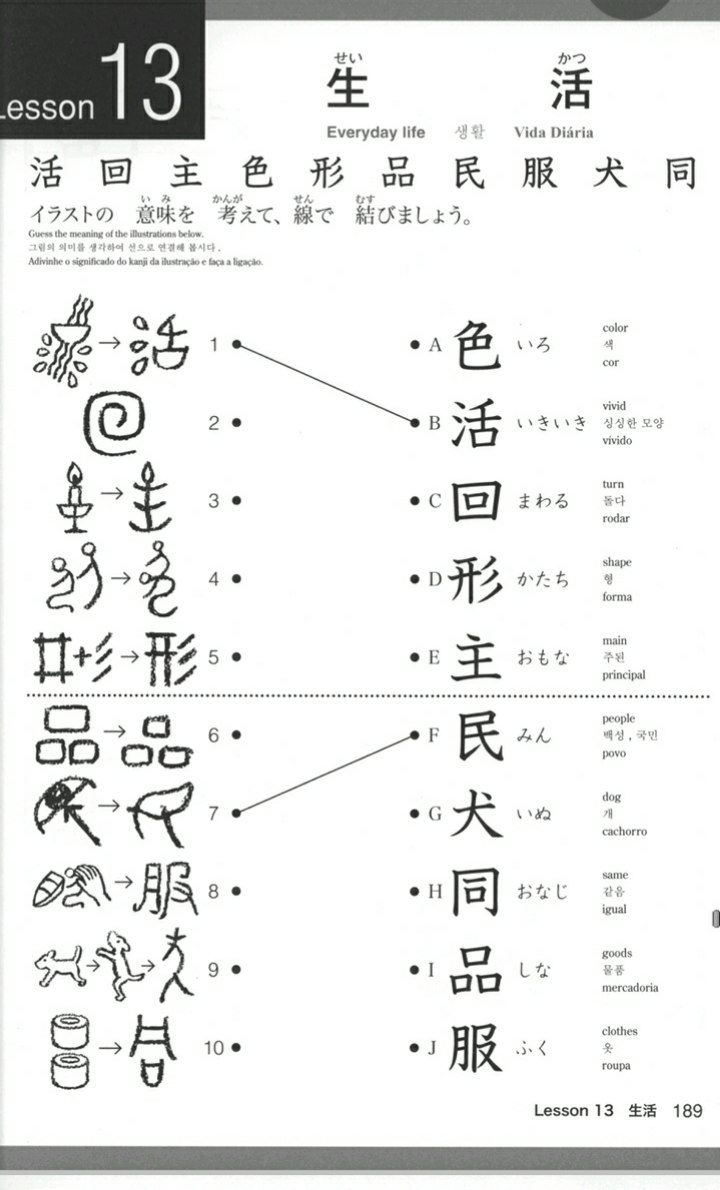 Lesson 13
せい かつ
生 活
Everyday life 생활 Vida Diária
活 回 主 色 形 品 民 服 犬 同
い み かんが せん むす
イラストの 意味を 考えて、線で 結びましょう。
Guess the meaning of the illustrations below.
그림의 의미를 생각하여 선으로 연결해 봅시다 .
Adivinhe o significado do kanji da ilustração e faça a ligação.
→ 活 1 ● ● A 色 いろ
color
색
cor
2 ● ● B 活 いきいき
vivid
싱싱한 모양
vívido
→ 3 ● ● C 回 まわる
turn
돌다
rodar
→ 4 ● ● D 形 かたち
shape
형
forma
+ → 形 5 ● ● E 主 おもな
main
주된
principal
→ 6 ● ● F 民 みん
people
백성 , 국민
povo
→ 7 ● ● G 犬 いぬ
dog
개
cachorro
→ 服 8 ● ● H 同 おなじ
same
같음
igual
→ → 9 ● ● I 品 しな
goods
물품
mercadoria
→ 10 ● ● J 服 ふく
clothes
옷
roupa
Lesson 13 生活 189